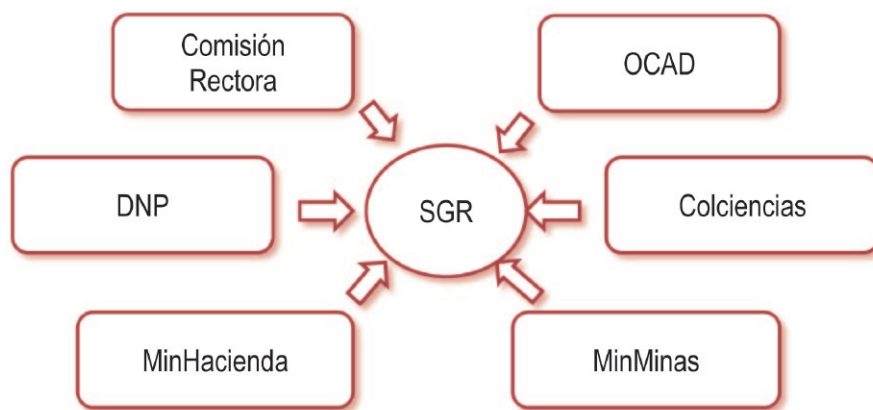 Comisión
Rectora
OCAD
DNP
SGR
Colciencias
MinHacienda
MinMinas